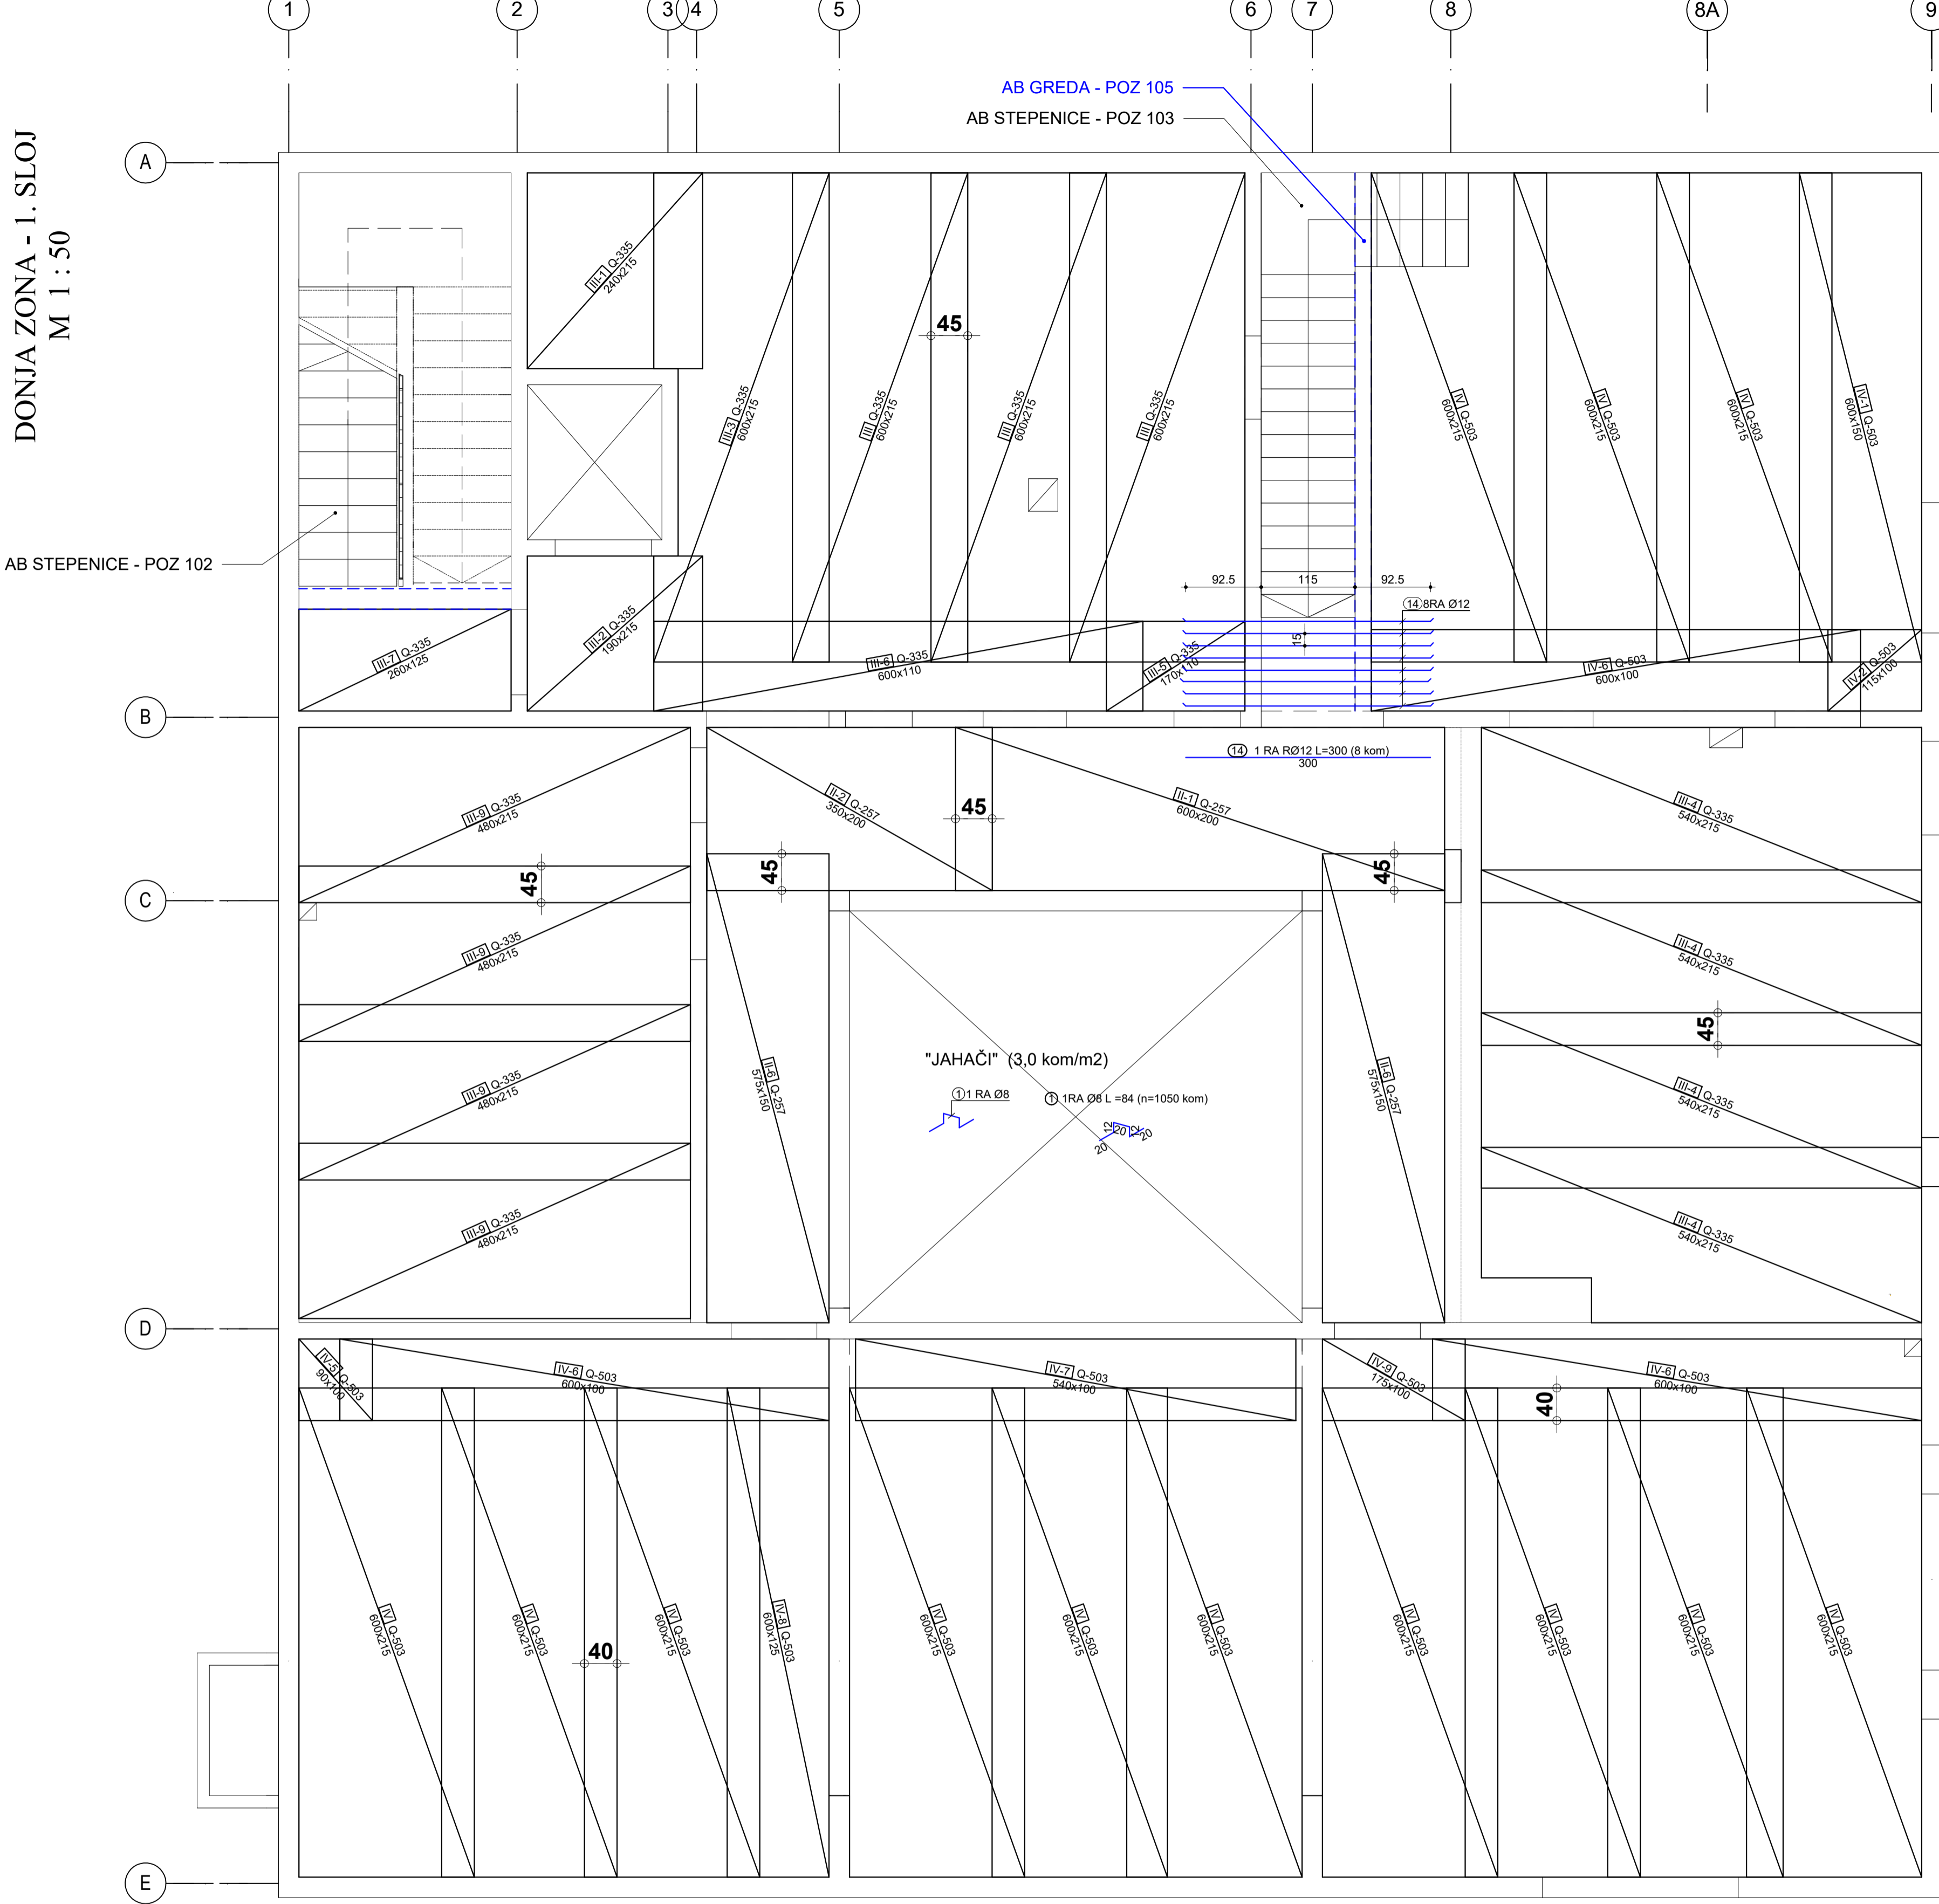 1
2
3
4
5
6
7
8
8A
9
AB GREDA - POZ 105
AB STEPENICE - POZ 103
DONJA ZONA - 1. SLOJ
M 1 : 50
A
III-1 Q-335
240x215
45
III-3 Q-335
600x215
III Q-335
600x215
III Q-335
600x215
III Q-335
600x215
IV Q-503
600x215
IV Q-503
600x215
IV Q-503
600x215
IV-1 Q-503
600x150
AB STEPENICE - POZ 102
92.5
115
92.5
14 8RA Ø12
15
III-7 Q-335
260x125
III-2 Q-335
190x215
III-6 Q-335
600x110
III-5 Q-335
170x110
IV-6 Q-503
600x100
IV-2 Q-503
115x100
B
14 1 RA RØ12 L=300 (8 kom)
300
III-9 Q-335
480x215
II-2 Q-257
350x200
45
II-1 Q-257
600x200
III-4 Q-335
540x215
45
45
45
C
III-9 Q-335
480x215
III-4 Q-335
540x215
45
"JAHAČI" (3,0 kom/m2)
1 1 RA Ø8
1 1RA Ø8 L =84 (n=1050 kom)
12
20
12
20
20
II-6 Q-257
575x150
II-6 Q-257
575x150
III-9 Q-335
480x215
III-4 Q-335
540x215
III-9 Q-335
480x215
III-4 Q-335
540x215
D
IV-5 Q-503
90x100
IV-6 Q-503
600x100
IV-7 Q-503
540x100
IV-9 Q-503
175x100
IV-6 Q-503
600x100
40
IV Q-503
600x215
IV Q-503
600x215
IV Q-503
600x215
IV-8 Q-503
600x125
IV Q-503
600x215
IV Q-503
600x215
IV Q-503
600x215
IV Q-503
600x215
IV Q-503
600x215
IV Q-503
600x215
IV Q-503
600x215
40
E